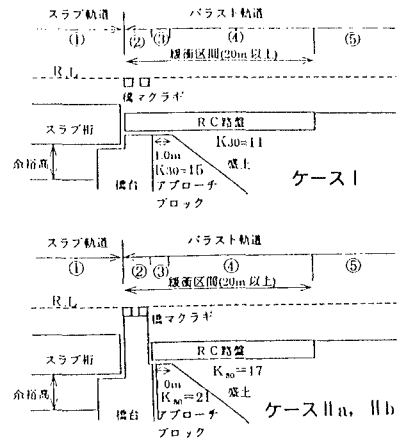 スラブ軌道 バラスト軌道
(1) (2) (3) (4) (5)
緩衝区間(20m以上)
R.L
橋マクラギ
スラブ桁
RC路盤
余裕高
1.0m
K30=11
K30=15
盛土
橋台
アプローチ
ブロック
ケースⅠ
スラブ軌道 バラスト軌道
① ② ③ ④ ⑤
緩衝区間(20m以上)
R.L
橋マクラギ
スラブ桁
RC路盤
余裕高
1.0m
K30=17
K30=21
盛土
橋台
アプローチ
ブロック
ケースⅡa, Ⅱb